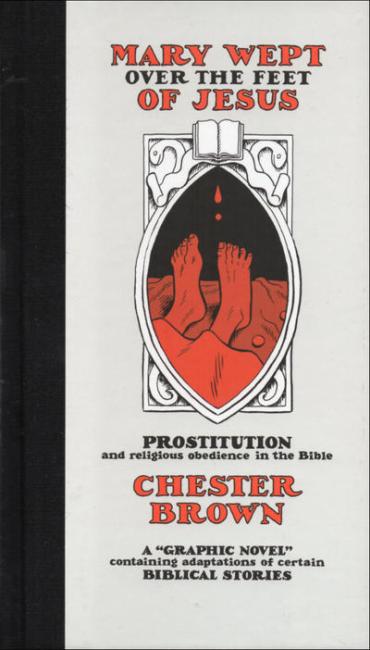 MARY WEPT
OVER THE FEET
OF JESUS
PROSTITUTION
and religious obedience in the Bible
CHESTER
BROWN
A “GRAPHIC NOVEL”
containing adaptations of certain
BIBLICAL STORIES